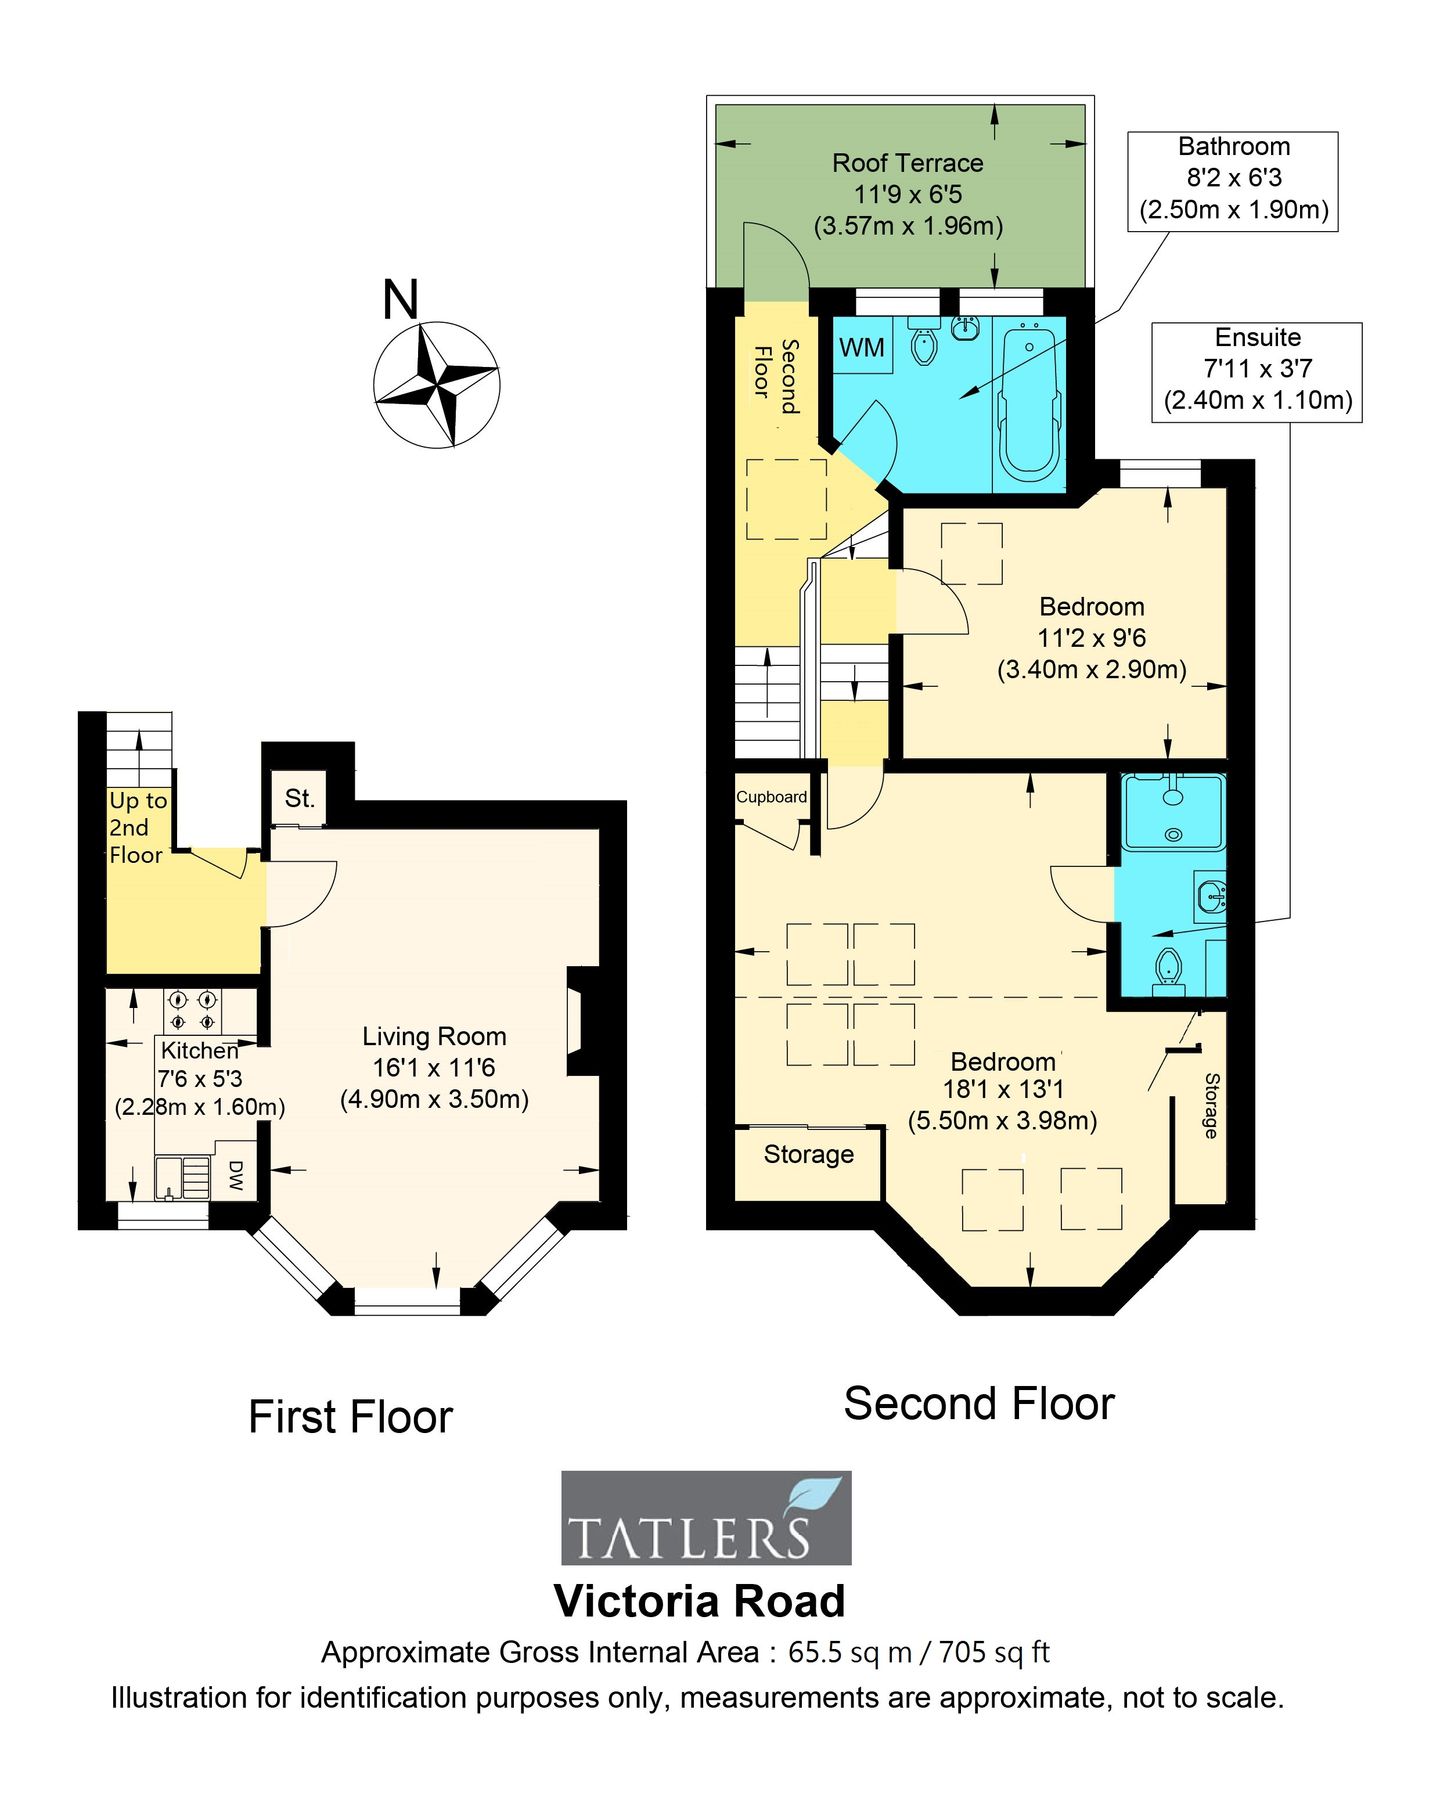 Roof Terrace
11'9 x 6'5
(3.57m x 1.96m)
Bathroom
8'2 x 6'3
(2.50m x 1.90m)
N
Second
Floor
WM
Ensuite
7'11 x 3'7
(2.40m x 1.10m)
Bedroom
11'2 x 9'6
(3.40m x 2.90m)
Up to
2nd
Floor
St.
Cupboard
Kitchen
7'6 x 5'3
(2.28m x 1.60m)
DW
Living Room
16'1 x 11'6
(4.90m x 3.50m)
Bedroom
18'1 x 13'1
(5.50m x 3.98m)
Storage
Storage
First Floor
Second Floor
TATLERS
Victoria Road
Approximate Gross Internal Area : 65.5 sq m / 705 sq ft
Illustration for identification purposes only, measurements are approximate, not to scale.